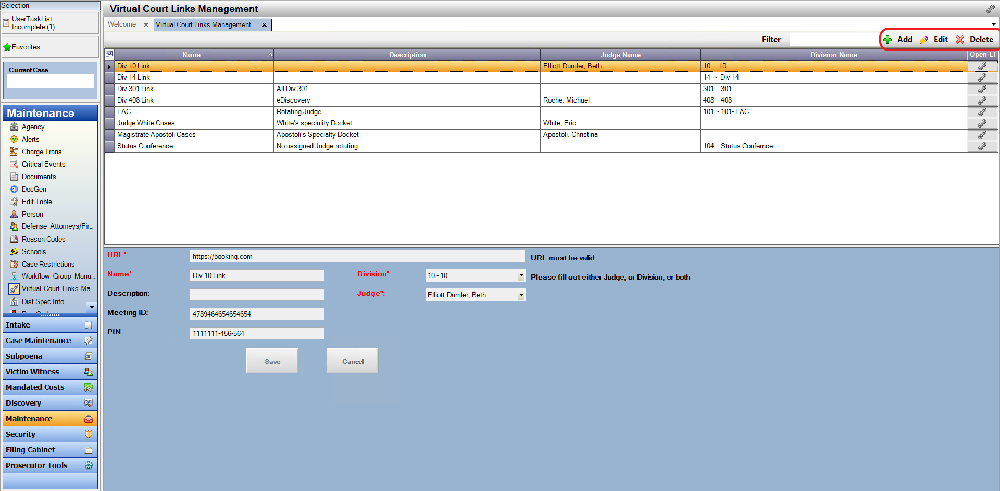 Selection
UserTaskList
Incomplete (1)
Favorites
Current Case
Maintenance
Agency
Alerts
Charge Trans
Critical Events
Documents
DocGen
Edit Table
Person
Defense Attorneys/Fir...
Reason Codes
Schools
Case Restrictions
Workflow Group Mana...
Virtual Court Links Ma...
Dist Spec Info
Intake
Case Maintenance
Subpoena
Victim Witness
Mandated Costs
Discovery
Maintenance
Security
Filing Cabinet
Prosecutor Tools
Virtual Court Links Management
Welcome x Virtual Court Links Management x
Filter Add Edit Delete
Name Description Judge Name Division Name Open Li
Div 10 Link Elliott-Dumler, Beth 10 - 10
Div 14 Link 14 - Div 14
Div 301 Link All Div 301 301 - 301
Div 408 Link eDiscovery Roche, Michael 408 - 408
FAC Rotating Judge 101 - 101- FAC
Judge White Cases White's speciality Docket White, Eric
Magistrate Apostoli Cases Apostoli's Specialty Docket Apostoli, Christina
Status Conference No assigned Judge-rotating 104 - Status Confernce
URL*: https://booking.com URL must be valid
Name*: Div 10 Link Division*: 10 - 10 Please fill out either Judge, or Division, or both
Description: Judge*: Elliott-Dumler, Beth
Meeting ID: 4789464654654654
PIN: 1111111-456-564
Save Cancel